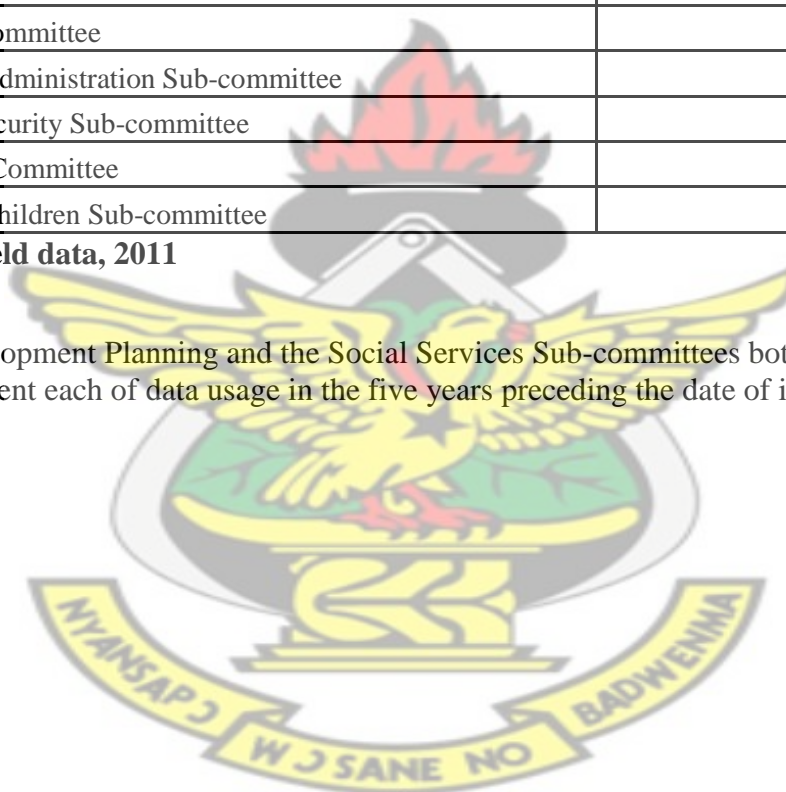 ommittee
dministration Sub-committee
curity Sub-committee
Committee
hildren Sub-committee
eld data, 2011
opment Planning and the Social Services Sub-committees bot
ent each of data usage in the five years preceding the date of i
NYANSAPƆ
WƆ SANE NO
BADWENMA